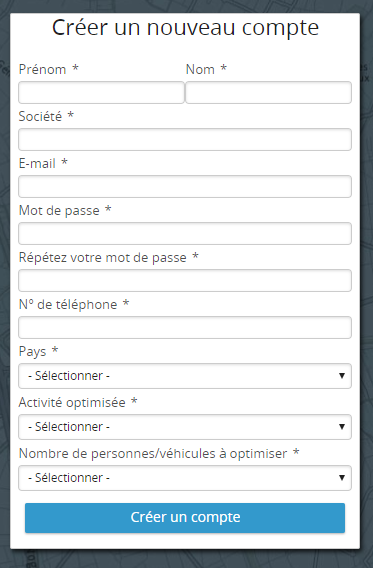 Créer un nouveau compte
Prénom * Nom *
Société *
E-mail *
Mot de passe *
Répétez votre mot de passe *
N° de téléphone *
Pays *
- Sélectionner -
Activité optimisée *
- Sélectionner -
Nombre de personnes/véhicules à optimiser *
- Sélectionner -
Créer un compte